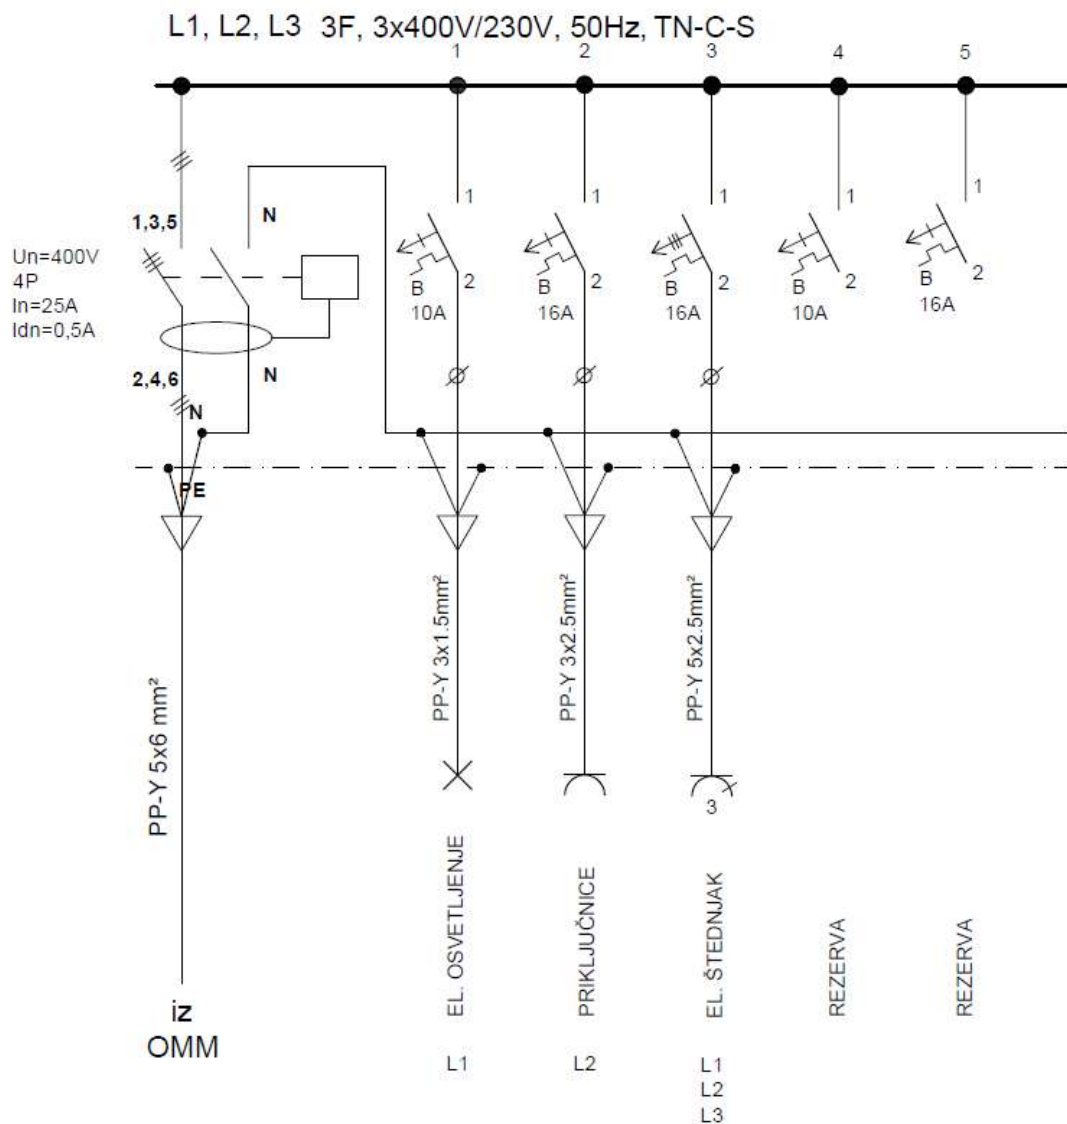 L1, L2, L3 3F, 3x400V/230V, 50Hz, TN-C-S
1 2 3 4 5
1 1 1 1 1
N
1,3,5
Un=400V
4P
In=25A
Idn=0,5A
2 2 2 2 2
B B B B B
10A 16A 16A 10A 16A
2,4,6
N
N
PE
PP-Y 5x6 mm²
PP-Y 3x1.5mm²
PP-Y 3x2.5mm²
PP-Y 5x2.5mm²
3
EL. OSVETLJENJE
PRIKLJUČNICE
EL. ŠTEDNJAK
REZERVA
REZERVA
iz
OMM
L1 L2 L1
L2
L3